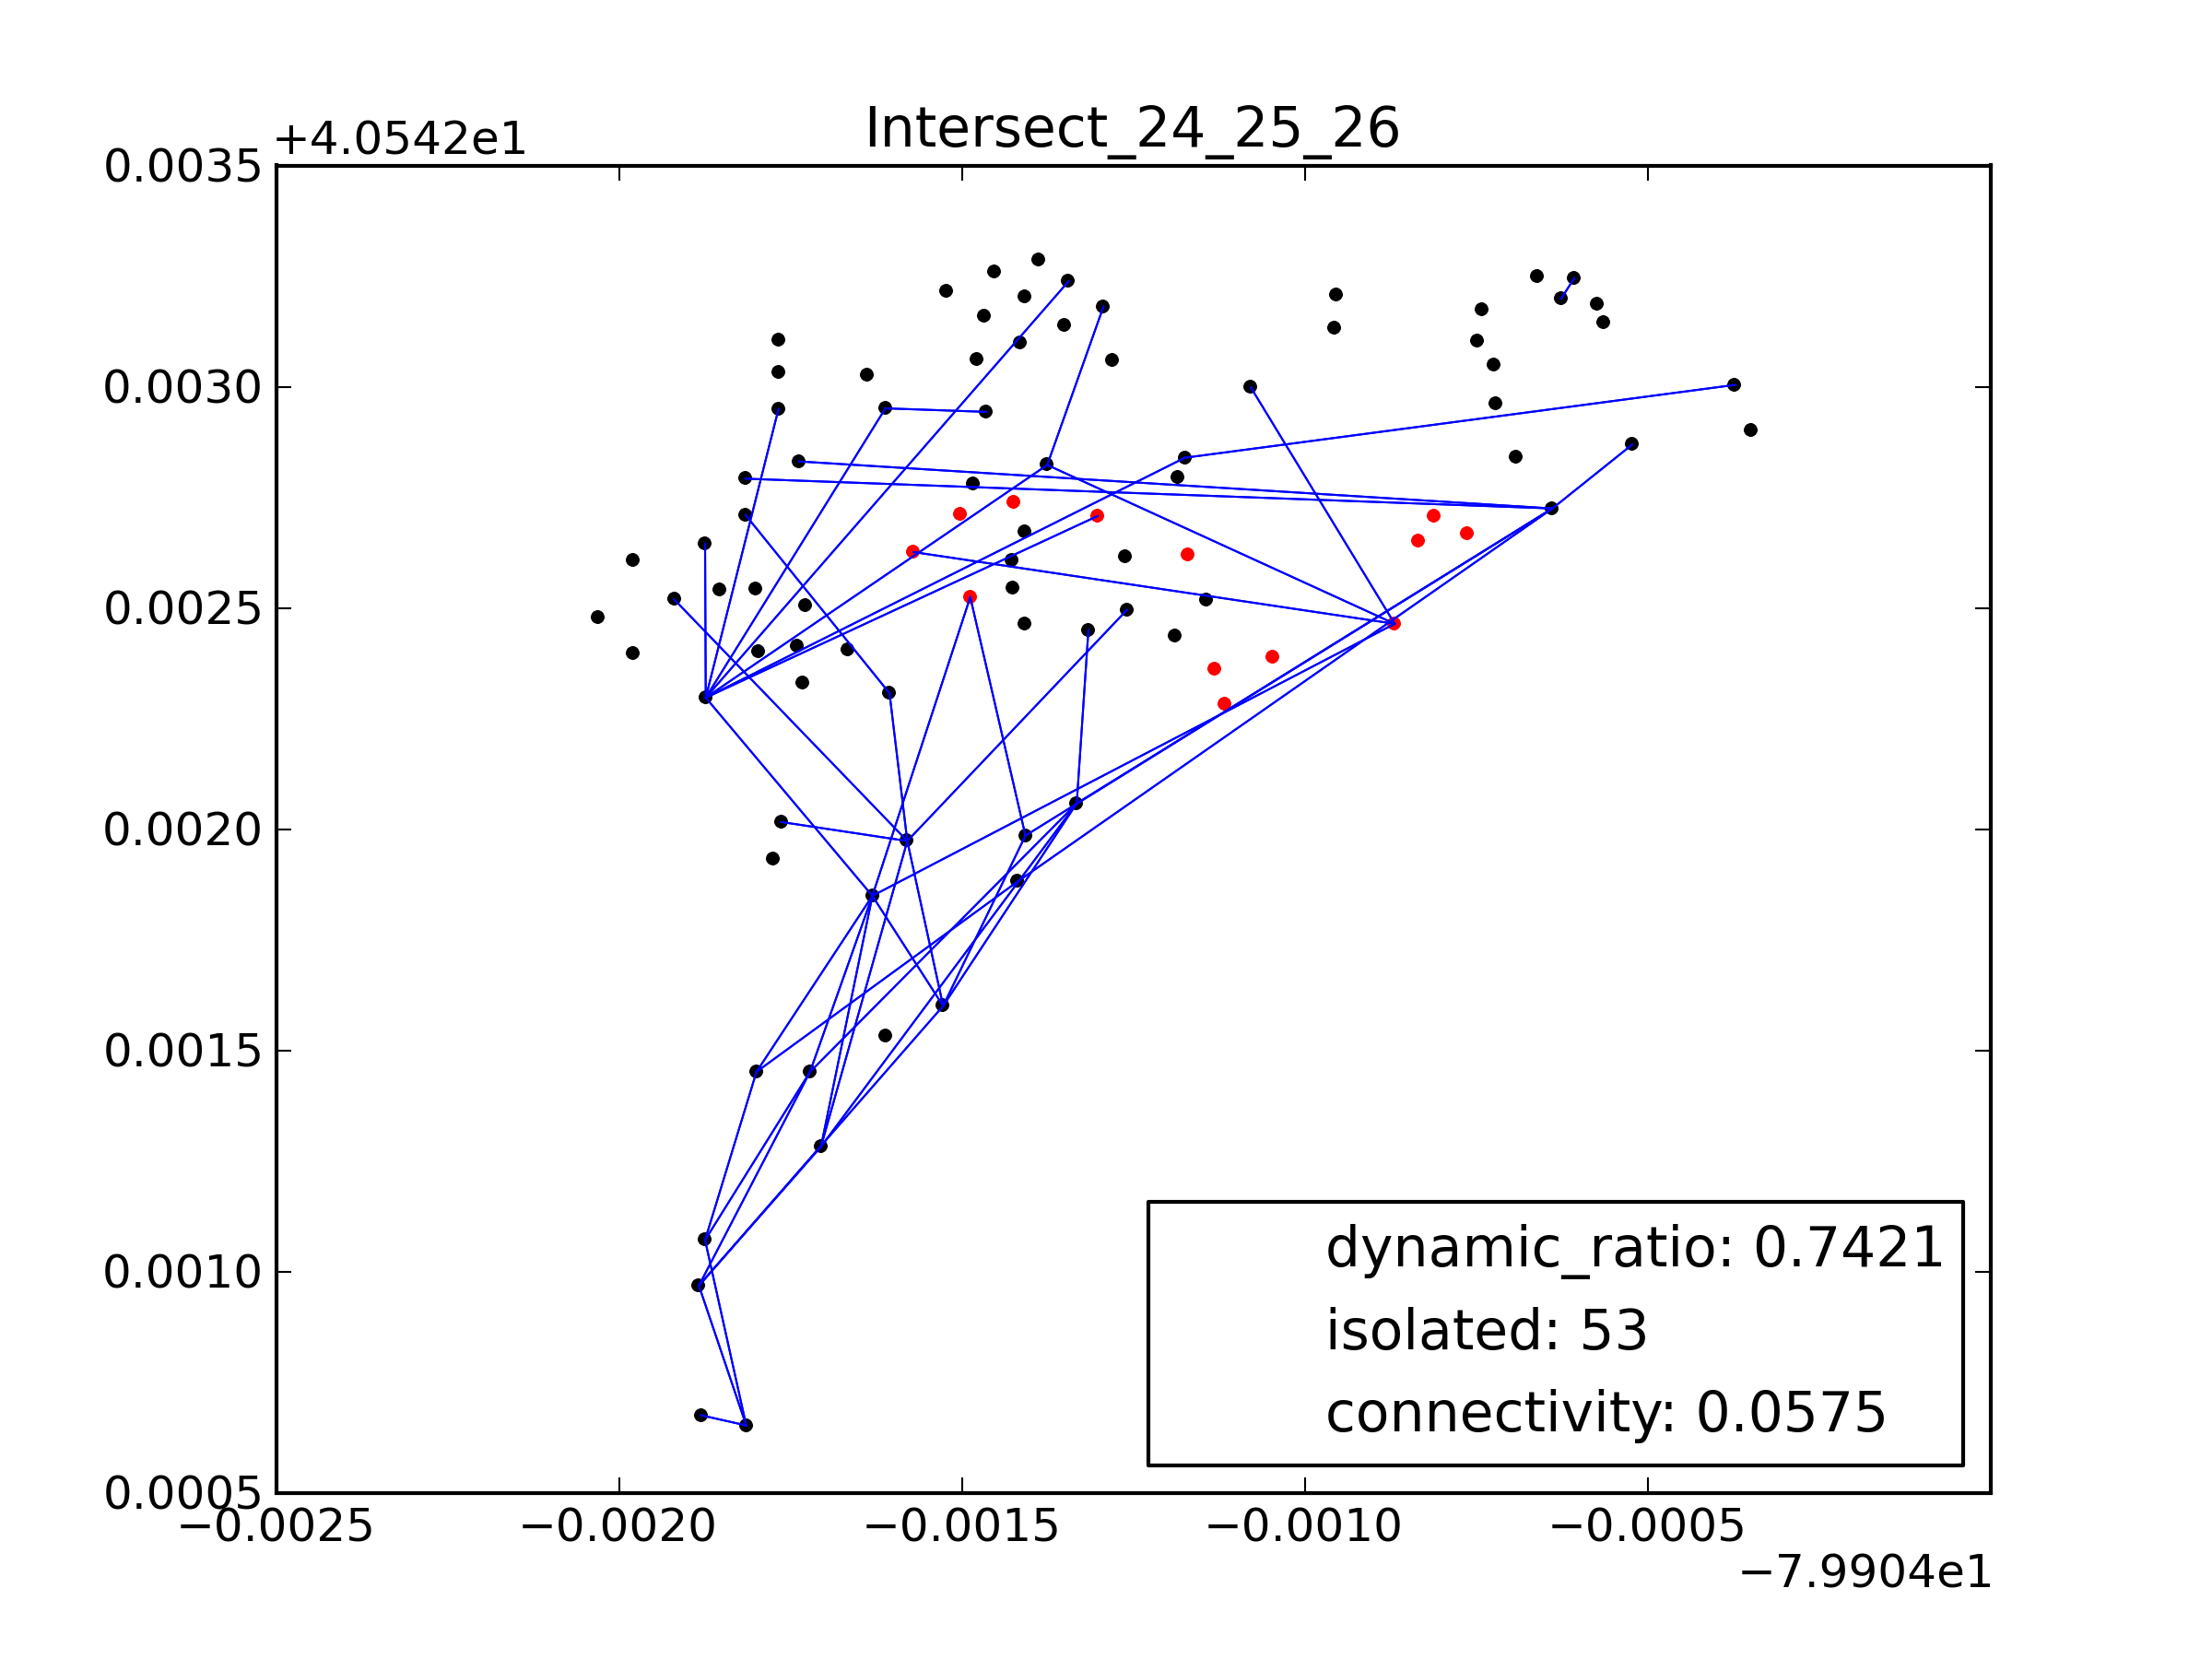 Intersect_24_25_26
+4.0542e1
0.0035
0.0030
0.0025
0.0020
0.0015
0.0010
0.0005
−0.0025 −0.0020 −0.0015 −0.0010 −0.0005
−7.9904e1
dynamic_ratio: 0.7421
isolated: 53
connectivity: 0.0575